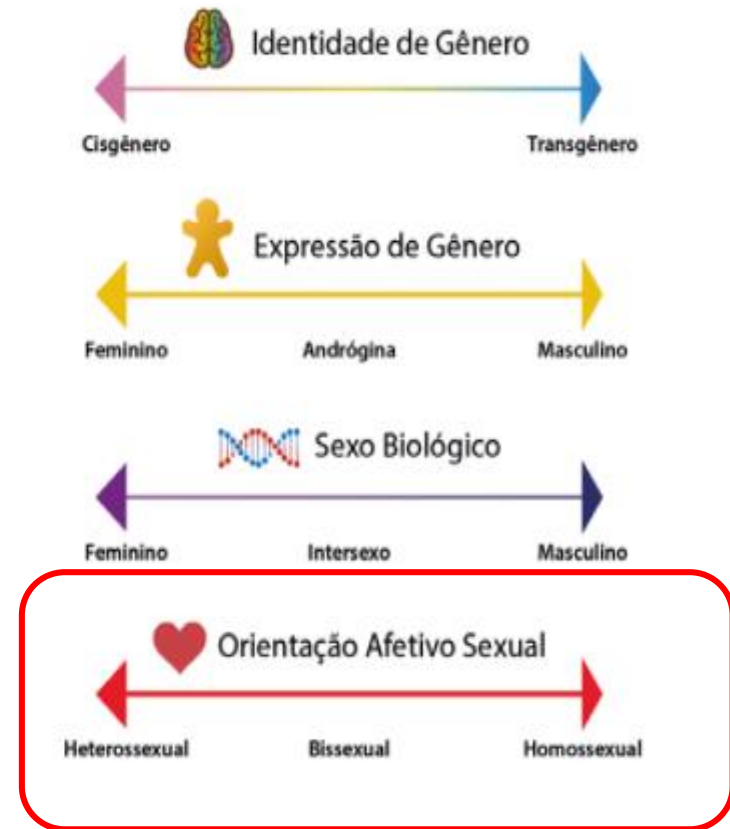 Identidade de Gênero
Cisgênero Transgênero
Expressão de Gênero
Feminino Andrógina Masculino
Sexo Biológico
Feminino Intersexo Masculino
Orientação Afetivo Sexual
Heterossexual Bissexual Homossexual